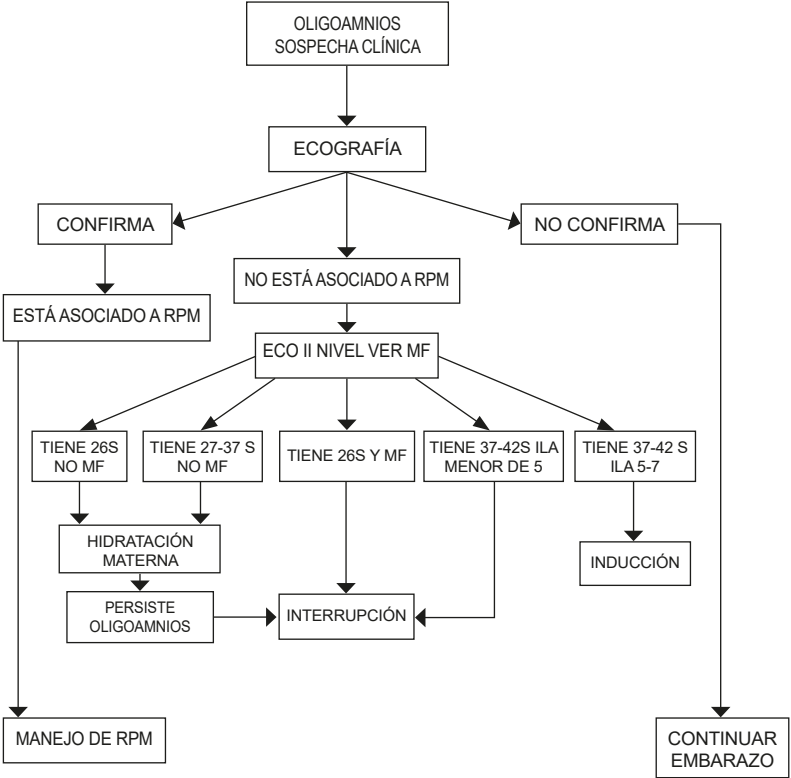 OLIGOAMNIOS
SOSPECHA CLÍNICA
ECOGRAFÍA
CONFIRMA
NO CONFIRMA
NO ESTÁ ASOCIADO A RPM
ESTÁ ASOCIADO A RPM
ECO II NIVEL VER MF
TIENE 26S
NO MF
TIENE 27-37 S
NO MF
TIENE 26S Y MF
TIENE 37-42S ILA
MENOR DE 5
TIENE 37-42 S
ILA 5-7
HIDRATACIÓN
MATERNA
INDUCCIÓN
PERSISTE
OLIGOAMNIOS
INTERRUPCIÓN
MANEJO DE RPM
CONTINUAR
EMBARAZO